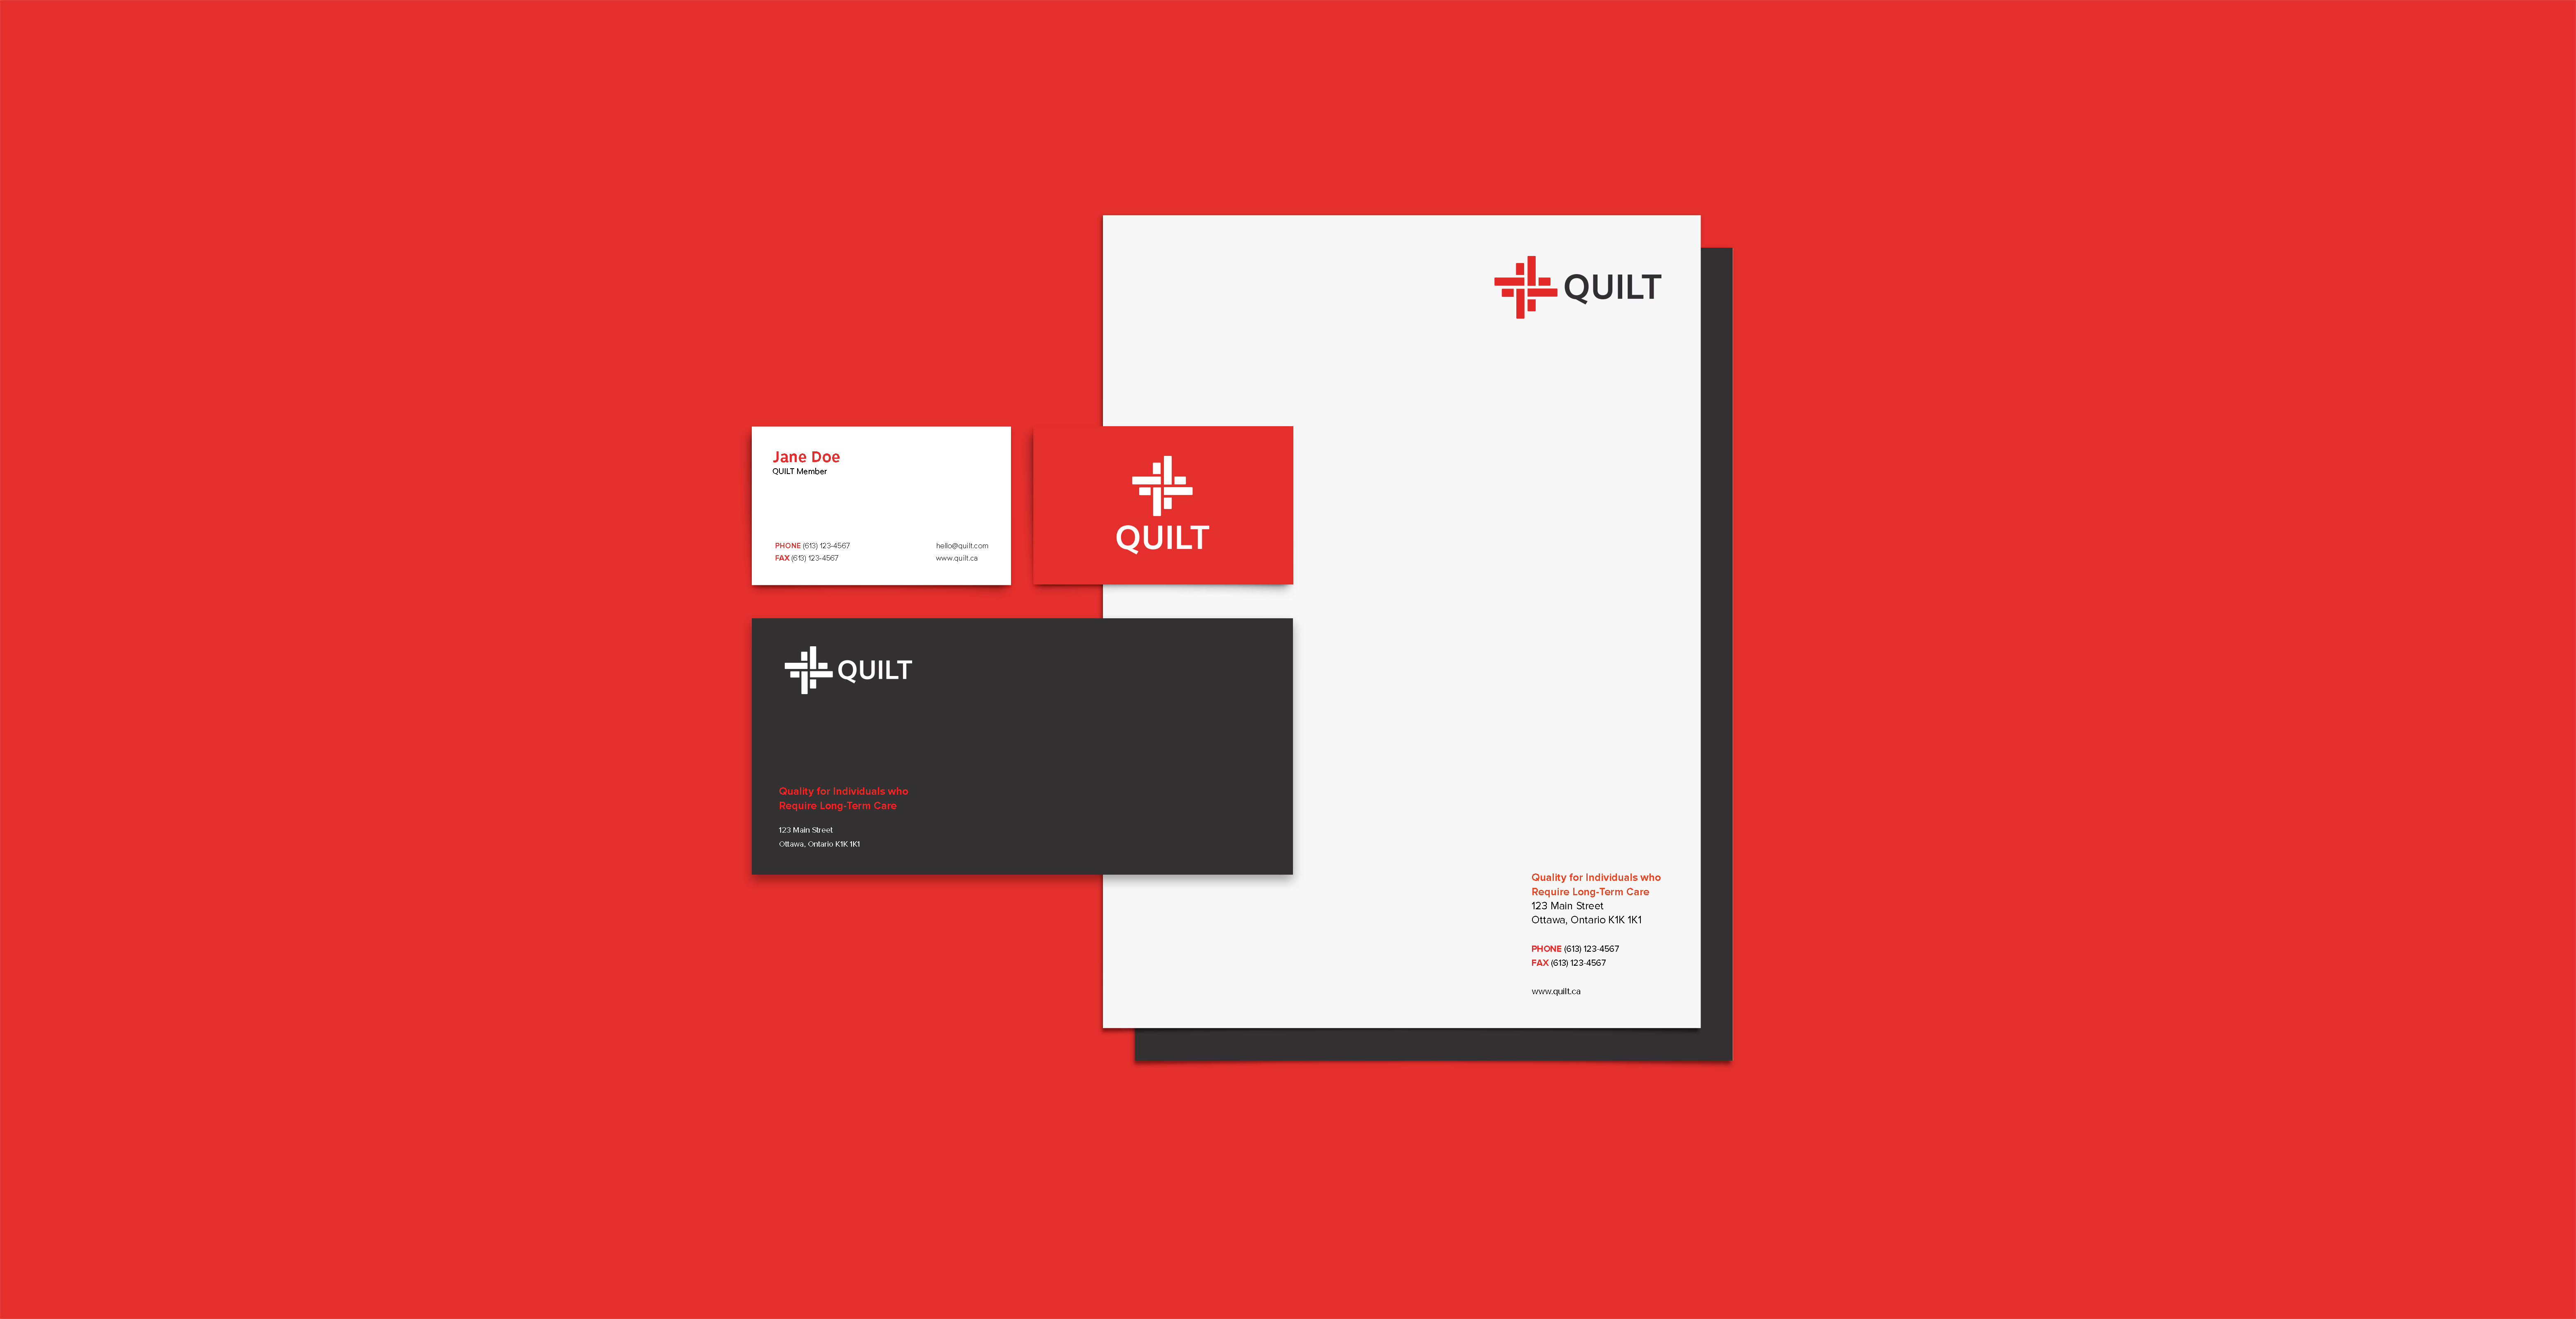 QUILT
Jane Doe
QUILT Member
PHONE (613) 123-4567
FAX (613) 123-4567
hello@quilt.com
www.quilt.ca
QUILT
QUILT
Quality for Individuals who
Require Long-Term Care
123 Main Street
Ottawa, Ontario K1K 1K1
Quality for Individuals who
Require Long-Term Care
123 Main Street
Ottawa, Ontario K1K 1K1
PHONE (613) 123-4567
FAX (613) 123-4567
www.quilt.ca